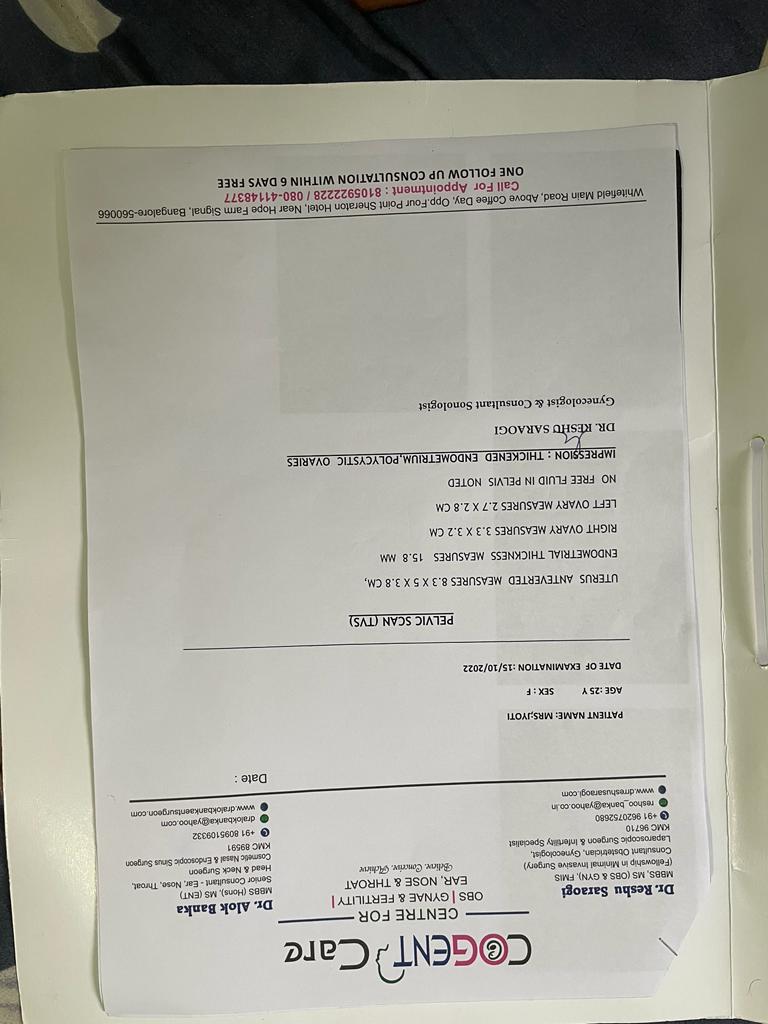 COGENT Care
CENTRE FOR
OBS | GYNAE & FERTILITY |
EAR, NOSE & THROAT
Believe. Conceive. Achieve
Dr. Reshu Saraogi
MBBS, MS (OBS & GYN), FMIS
(Fellowship in Minimal Invasive Surgery)
Consultant Obstetrician, Gynecologist,
Laparoscopic Surgeon & Infertility Specialist
KMC 96710
+91 9620752680
reshoo_banka@yahoo.co.in
www.drreshusaraogi.com
Dr. Alok Banka
MBBS (Hons), MS (ENT)
Senior Consultant - Ear, Nose, Throat,
Head & Neck Surgeon
Cosmetic Nasal & Endoscopic Sinus Surgeon
KMC 89591
+91 8095109332
dralokbanka@yahoo.com
www.dralokbankaentsurgeon.com
Date :
PATIENT NAME: MRS;JYOTI
AGE :25 Y SEX : F
DATE OF EXAMINATION :15/10/2022
PELVIC SCAN (TVS)
UTERUS ANTEVERTED MEASURES 8.3 X 5 X 3.8 CM,
ENDOMETRIAL THICKNESS MEASURES 15.8 MM
RIGHT OVARY MEASURES 3.3 X 3.2 CM
LEFT OVARY MEASURES 2.7 X 2.8 CM
NO FREE FLUID IN PELVIS NOTED
IMPRESSION : THICKENED ENDOMETRIUM,POLYCYSTIC OVARIES
DR. RESHU SARAOGI
Gynecologist & Consultant Sonologist
Whitefield Main Road, Above Coffee Day, Opp.Four Point Sheraton Hotel, Near Hope Farm Signal, Bangalore-560066
Call For Appointment : 8105922228 / 080-41148377
ONE FOLLOW UP CONSULTATION WITHIN 6 DAYS FREE